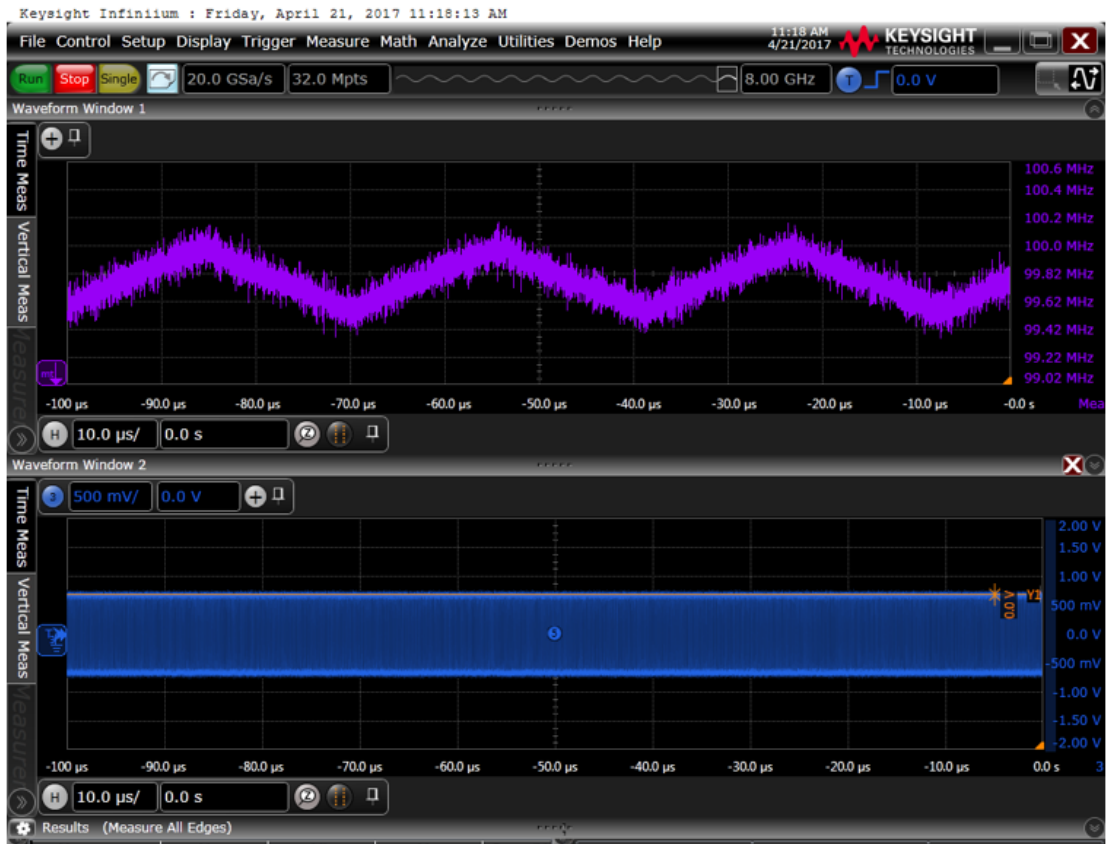 Keysight Infiniium : Friday, April 21, 2017 11:18:13 AM
File Control Setup Display Trigger Measure Math Analyze Utilities Demos Help 11:18 AM 4/21/2017 KEYSIGHT TECHNOLOGIES X
Run Stop Single 20.0 GSa/s 32.0 Mpts 8.00 GHz T 0.0 V
Waveform Window 1
Time Meas
Vertical Meas
Measure
100.6 MHz
100.4 MHz
100.2 MHz
100.0 MHz
99.82 MHz
99.62 MHz
99.42 MHz
99.22 MHz
99.02 MHz
-100 µs -90.0 µs -80.0 µs -70.0 µs -60.0 µs -50.0 µs -40.0 µs -30.0 µs -20.0 µs -10.0 µs -0.0 s Mea
H 10.0 µs/ 0.0 s
Waveform Window 2 X
3 500 mV/ 0.0 V
Time Meas
Vertical Meas
Measure
2.00 V
1.50 V
1.00 V
0.0 V Y1
500 mV
3 0.0 V
-500 mV
-1.00 V
-1.50 V
-2.00 V
-100 µs -90.0 µs -80.0 µs -70.0 µs -60.0 µs -50.0 µs -40.0 µs -30.0 µs -20.0 µs -10.0 µs 0.0 s 3
H 10.0 µs/ 0.0 s
Results (Measure All Edges)